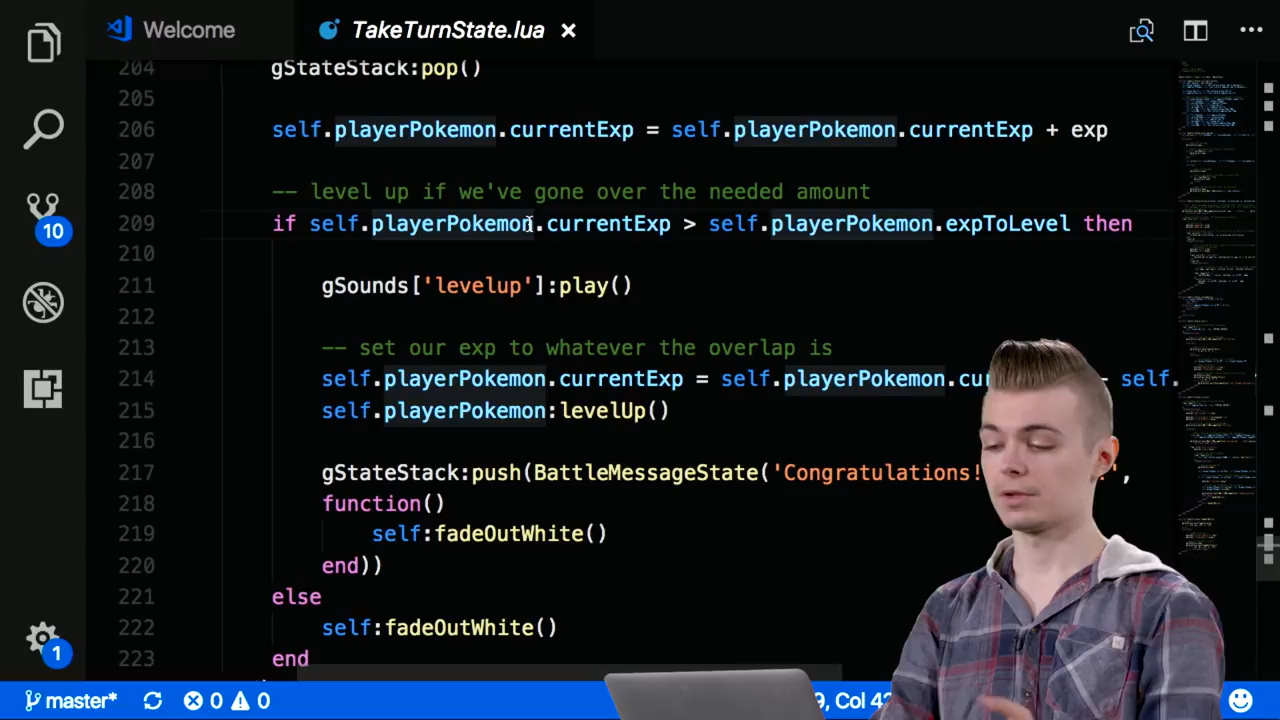 Welcome
TakeTurnState.lua
204 gStateStack:pop()
205
206 self.playerPokemon.currentExp = self.playerPokemon.currentExp + exp
207
208 -- level up if we've gone over the needed amount
209 if self.playerPokemon.currentExp > self.playerPokemon.expToLevel then
210
211 gSounds['levelup']:play()
212
213 -- set our exp to whatever the overlap is
214 self.playerPokemon.currentExp = self.playerPokemon.cu self.
215 self.playerPokemon:levelUp()
216
217 gStateStack:push(BattleMessageState('Congratulations! ,
218 function()
219 self:fadeOutWhite()
220 end))
221 else
222 self:fadeOutWhite()
223 end
10
1
master* 0 0 9, Col 42